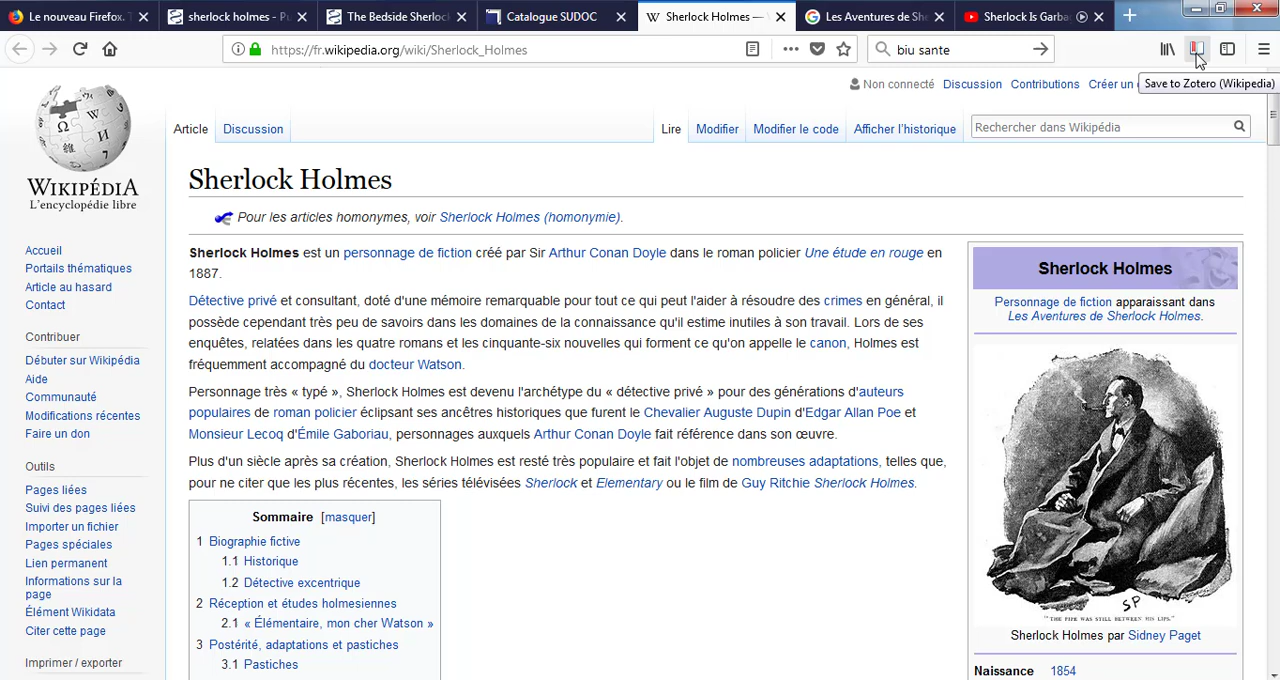 Le nouveau Firefox. T
sherlock holmes - Pu
The Bedside Sherlo
Catalogue SUDOC
Sherlock Holmes —
Les Aventures de Sh
Sherlock Is Garba
https://fr.wikipedia.org/wiki/Sherlock_Holmes
biu sante
Save to Zotero (Wikipedia)
Non connecté Discussion Contributions Créer un
Article Discussion Lire Modifier Modifier le code Afficher l'historique
Rechercher dans Wikipédia
WIKIPÉDIA
L'encyclopédie libre
Accueil
Portails thématiques
Article au hasard
Contact
Contribuer
Débuter sur Wikipédia
Aide
Communauté
Modifications récentes
Faire un don
Outils
Pages liées
Suivi des pages liées
Importer un fichier
Pages spéciales
Lien permanent
Informations sur la
page
Élément Wikidata
Citer cette page
Imprimer / exporter
Sherlock Holmes
Pour les articles homonymes, voir Sherlock Holmes (homonymie).
Sherlock Holmes est un personnage de fiction créé par Sir Arthur Conan Doyle dans le roman policier Une étude en rouge en
1887.
Détective privé et consultant, doté d'une mémoire remarquable pour tout ce qui peut l'aider à résoudre des crimes en général, il
possède cependant très peu de savoirs dans les domaines de la connaissance qu'il estime inutiles à son travail. Lors de ses
enquêtes, relatées dans les quatre romans et les cinquante-six nouvelles qui forment ce qu'on appelle le canon, Holmes est
fréquemment accompagné du docteur Watson.
Personnage très « typé », Sherlock Holmes est devenu l'archétype du « détective privé » pour des générations d'auteurs
populaires de roman policier éclipsant ses ancêtres historiques que furent le Chevalier Auguste Dupin d'Edgar Allan Poe et
Monsieur Lecoq d'Émile Gaboriau, personnages auxquels Arthur Conan Doyle fait référence dans son œuvre.
Plus d'un siècle après sa création, Sherlock Holmes est resté très populaire et fait l'objet de nombreuses adaptations, telles que,
pour ne citer que les plus récentes, les séries télévisées Sherlock et Elementary ou le film de Guy Ritchie Sherlock Holmes.
Sommaire [masquer]
1 Biographie fictive
1.1 Historique
1.2 Détective excentrique
2 Réception et études holmesiennes
2.1 « Élémentaire, mon cher Watson »
3 Postérité, adaptations et pastiches
3.1 Pastiches
Sherlock Holmes
Personnage de fiction apparaissant dans
Les Aventures de Sherlock Holmes.
SP
"THE PIPE WAS STILL BETWEEN HIS LIPS."
Sherlock Holmes par Sidney Paget
Naissance 1854